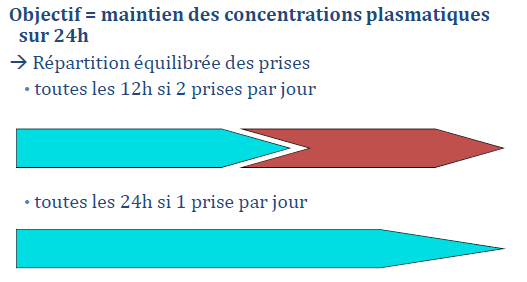 Objectif = maintien des concentrations plasmatiques
sur 24h
→ Répartition équilibrée des prises
• toutes les 12h si 2 prises par jour
• toutes les 24h si 1 prise par jour